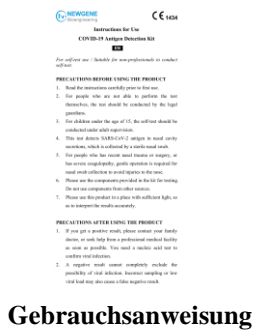 NEWGENE
Bioengineering
CE 1434
Instructions for Use
COVID-19 Antigen Detection Kit
EN
For self-test use / Suitable for non-professionals to conduct
self-test
PRECAUTIONS BEFORE USING THE PRODUCT
1. Read the instructions carefully prior to first use.
2. For people who are not able to perform the test
themselves, the test should be conducted by the legal
guardians.
3. For children under the age of 15, the self-test should be
conducted under adult supervision.
4. This test detects SARS-CoV-2 antigen in nasal cavity
secretions, which is collected by a sterile nasal swab.
5. For people who has recent nasal trauma or surgery, or
has severe coagulopathy, gentle operation is required for
nasal swab collection to avoid injuries to the nose.
6. Please use the components provided in the kit for testing.
Do not use components from other sources.
7. Please use this product in a place with sufficient light, so
as to interpret the results accurately.
PRECAUTIONS AFTER USING THE PRODUCT
1. If you get a positive result, please contact your family
doctor, or seek help from a professional medical facility
as soon as possible. You need a nucleic acid test to
confirm viral infection.
2. A negative result cannot completely exclude the
possibility of viral infection. Incorrect sampling or low
viral load may also cause a false negative result.
Gebrauchsanweisung